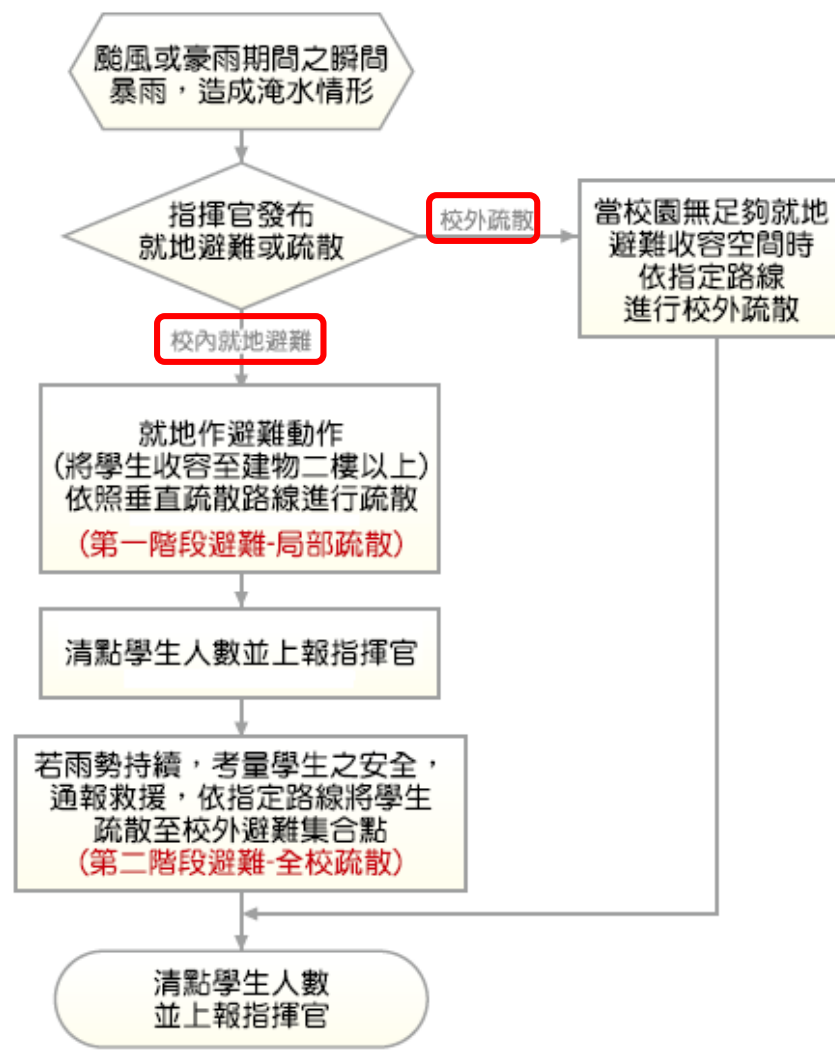 颱風或豪雨期間之瞬間
暴雨，造成淹水情形
指揮官發布
就地避難或疏散
校外疏散
當校園無足夠就地
避難收容空間時
依指定路線
進行校外疏散
校內就地避難
就地作避難動作
(將學生收容至建物二樓以上)
依照垂直疏散路線進行疏散
(第一階段避難-局部疏散)
清點學生人數並上報指揮官
若雨勢持續，考量學生之安全，
通報救援，依指定路線將學生
疏散至校外避難集合點
(第二階段避難-全校疏散)
清點學生人數
並上報指揮官